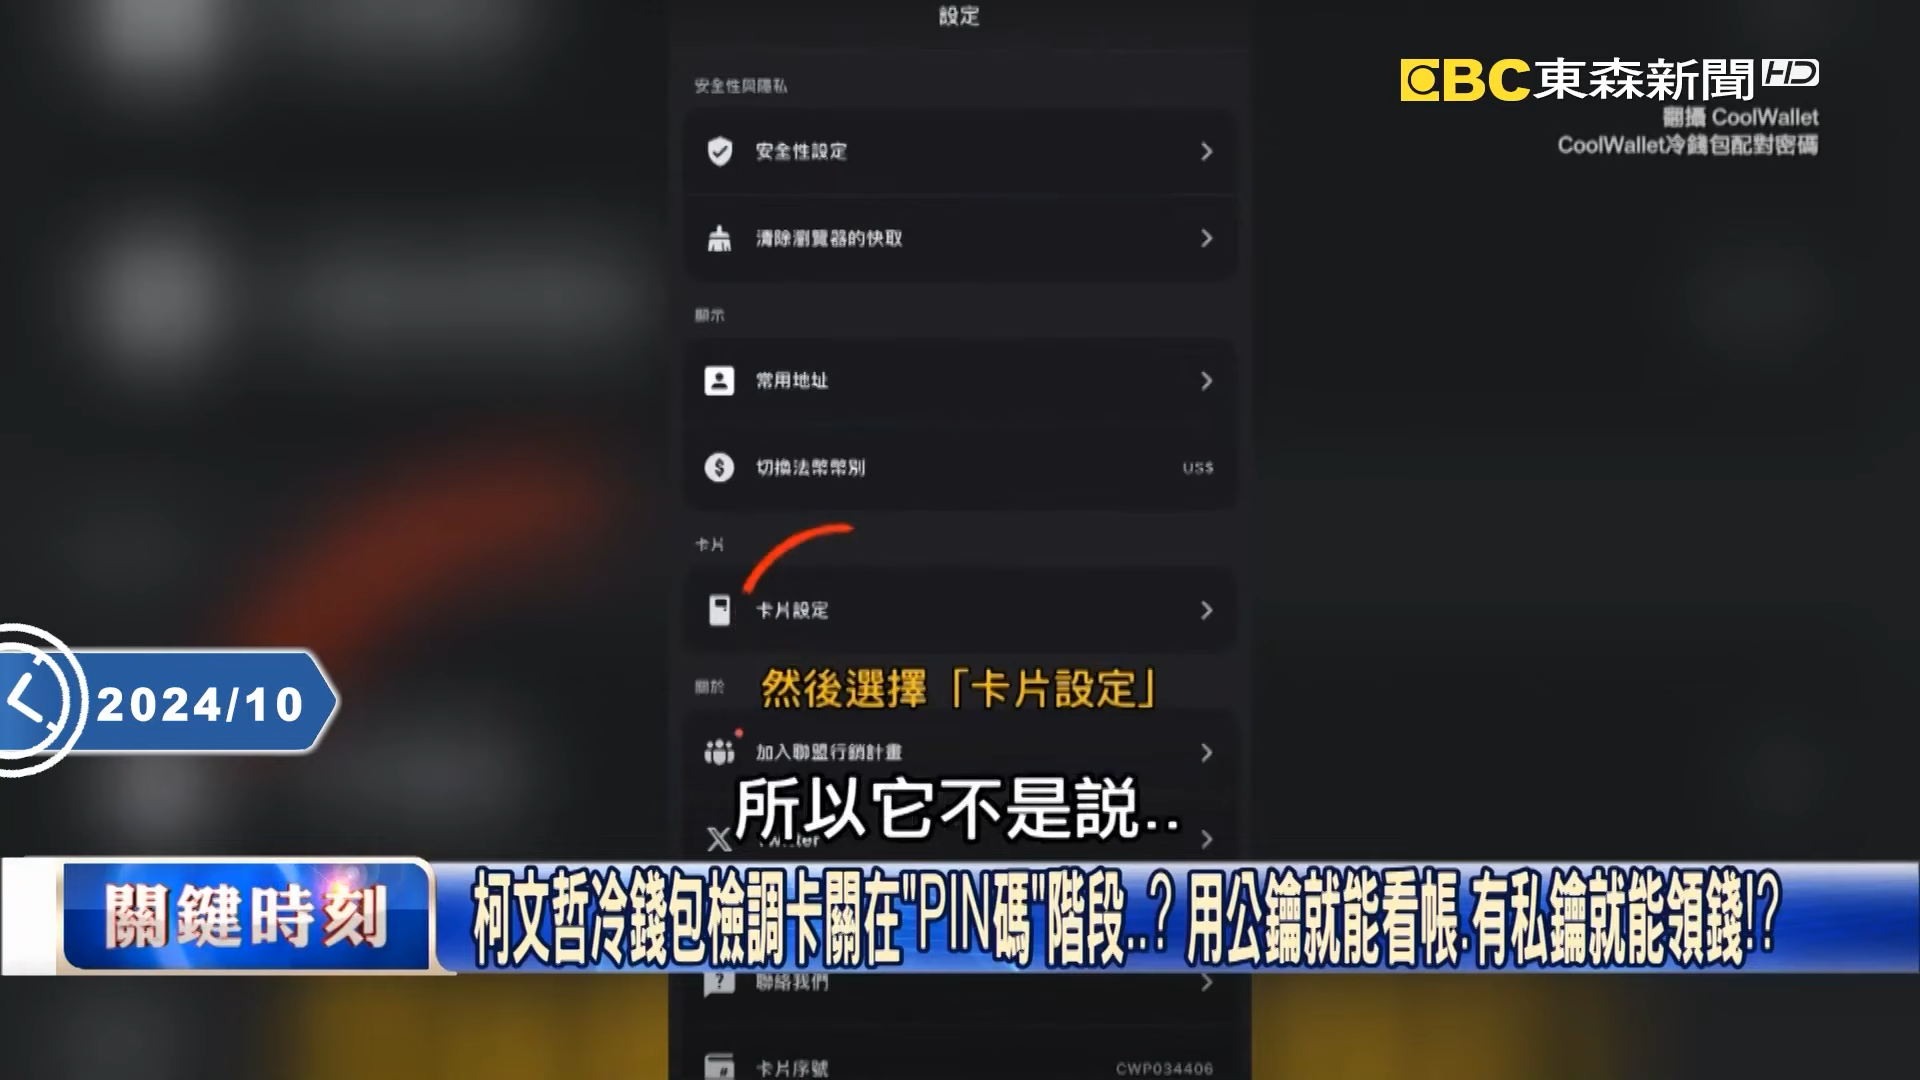 設定
EBC東森新聞HD
翻攝 CoolWallet
CoolWallet冷錢包配對密碼
安全性與隱私
安全性設定
清除瀏覽器的快取
顯示
常用地址
切換法幣幣別 US$
卡片
卡片設定
關於
然後選擇「卡片設定」
2024/10
加入聯盟行銷計畫
所以它不是說..
Twitter
關鍵時刻
柯文哲冷錢包檢調卡關在"PIN碼"階段..? 用公鑰就能看帳.有私鑰就能領錢!?
聯絡我們
卡片序號 CWP034406